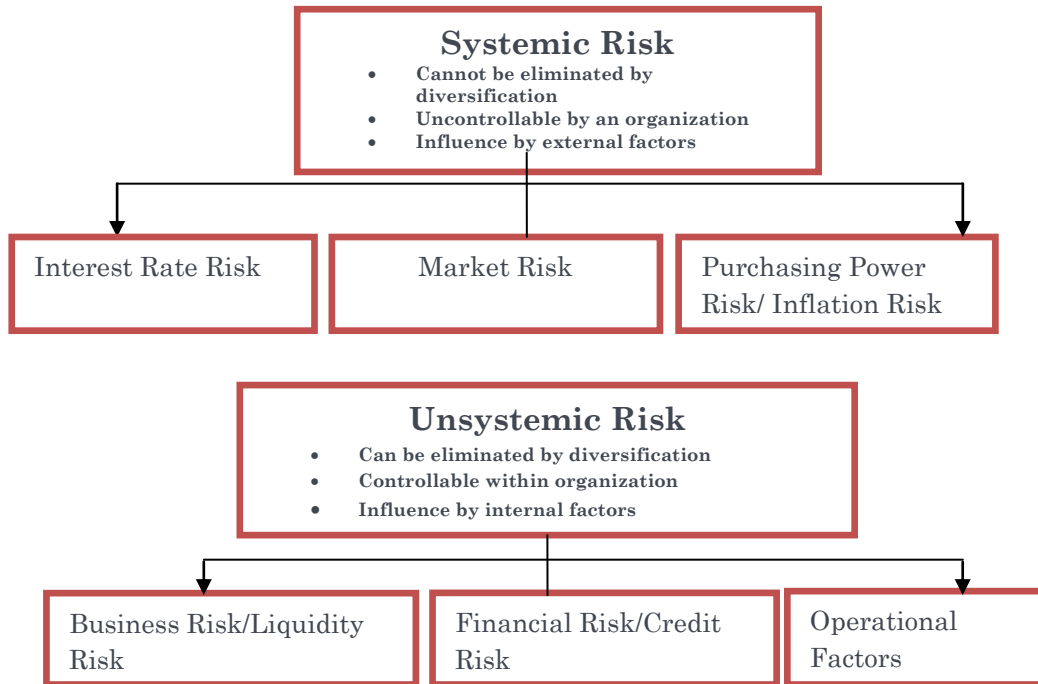 Systemic Risk
• Cannot be eliminated by
diversification
• Uncontrollable by an organization
• Influence by external factors
Interest Rate Risk
Market Risk
Purchasing Power
Risk/ Inflation Risk
Unsystemic Risk
• Can be eliminated by diversification
• Controllable within organization
• Influence by internal factors
Business Risk/Liquidity
Risk
Financial Risk/Credit
Risk
Operational
Factors